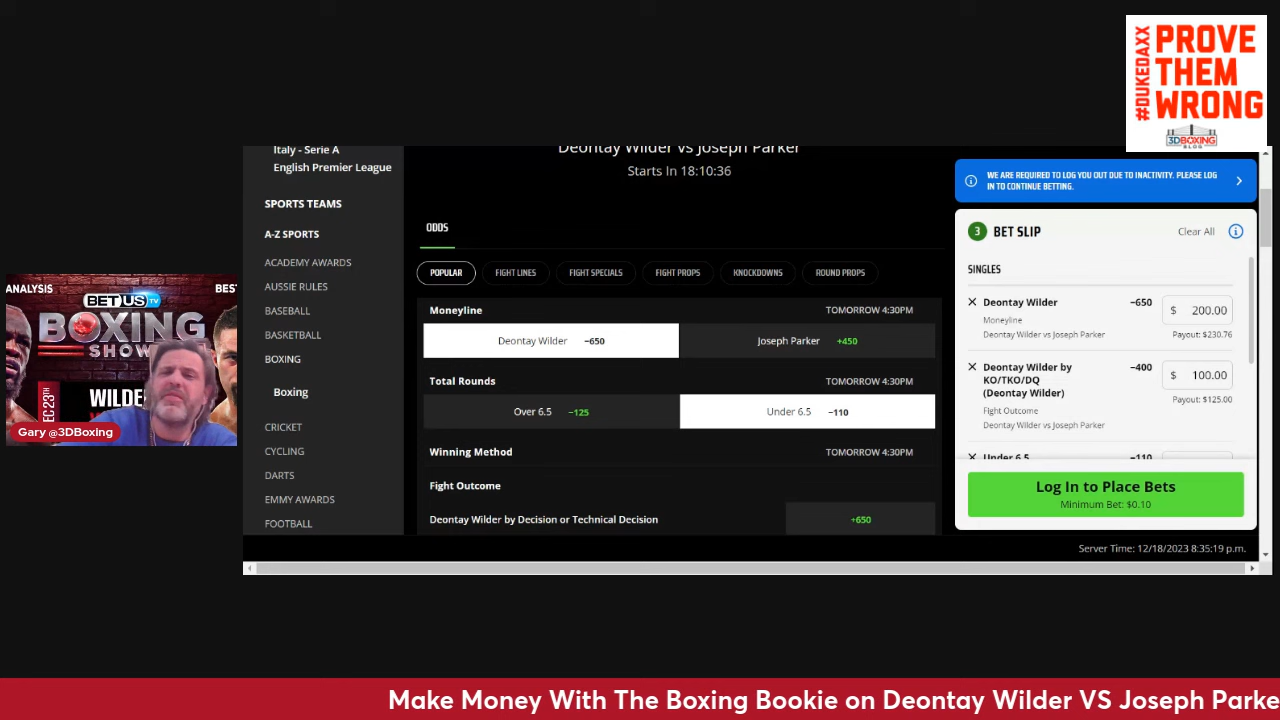 #DUKEDAXX
PROVE
THEM
WRONG
3DBOXING
BLOG
Italy - Serie A
English Premier League
SPORTS TEAMS
A-Z SPORTS
ACADEMY AWARDS
AUSSIE RULES
BASEBALL
BASKETBALL
BOXING
Boxing
CRICKET
CYCLING
DARTS
EMMY AWARDS
FOOTBALL
Deontay Wilder vs Joseph Parker
Starts In 18:10:36
ODDS
POPULAR
FIGHT LINES
FIGHT SPECIALS
FIGHT PROPS
KNOCKDOWNS
ROUND PROPS
Moneyline TOMORROW 4:30PM
Deontay Wilder −650 Joseph Parker +450
Total Rounds TOMORROW 4:30PM
Over 6.5 −125 Under 6.5 −110
Winning Method TOMORROW 4:30PM
Fight Outcome
Deontay Wilder by Decision or Technical Decision +650
WE ARE REQUIRED TO LOG YOU OUT DUE TO INACTIVITY. PLEASE LOG
IN TO CONTINUE BETTING.
3 BET SLIP Clear All
SINGLES
Deontay Wilder −650 $ 200.00
Moneyline
Deontay Wilder vs Joseph Parker Payout: $230.76
Deontay Wilder by −400 $ 100.00
KO/TKO/DQ
(Deontay Wilder) Payout: $125.00
Fight Outcome
Deontay Wilder vs Joseph Parker
Under 6.5 −110
Log In to Place Bets
Minimum Bet: $0.10
Server Time: 12/18/2023 8:35:19 p.m.
ANALYSIS
BETUS TV
BES
BOXING
SHOW
DEC 23TH
WILDE
Gary @3DBoxing
Make Money With The Boxing Bookie on Deontay Wilder VS Joseph Parke